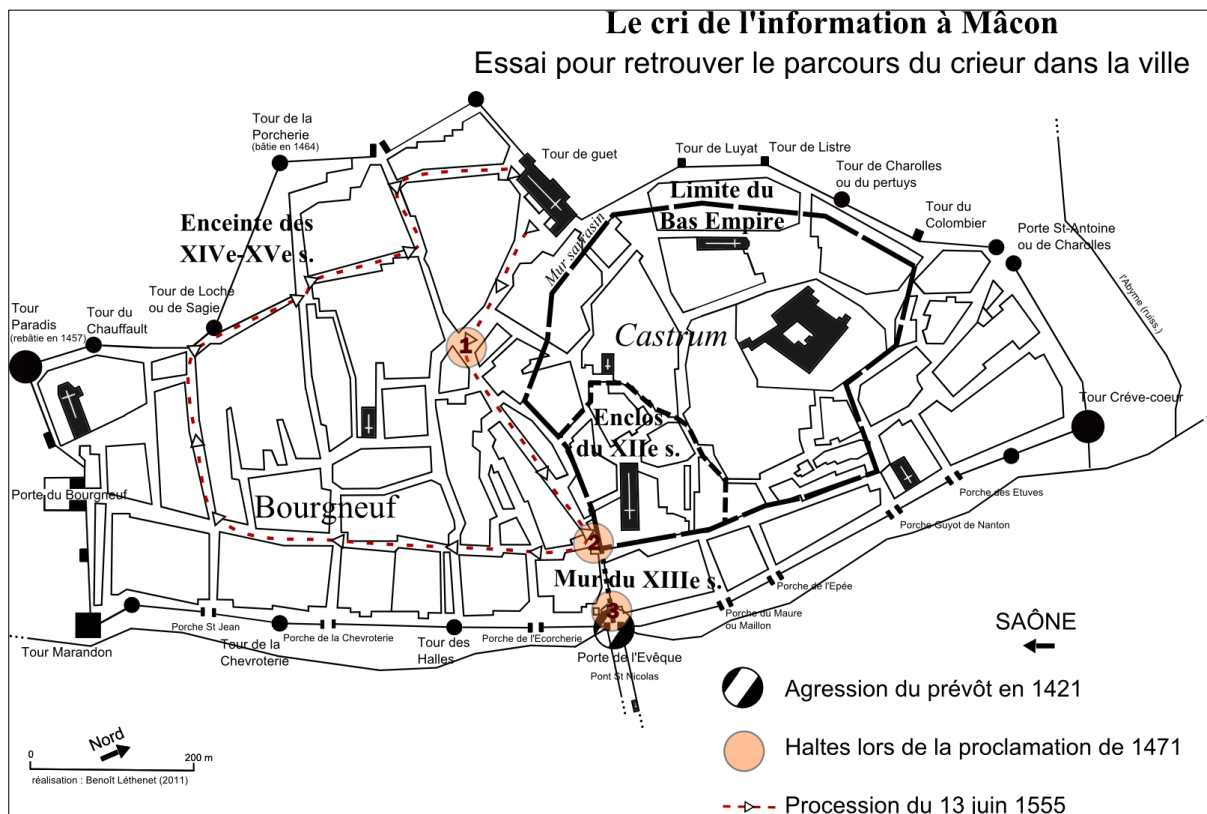 Le cri de l'information à Mâcon
Essai pour retrouver le parcours du crieur dans la ville
Tour de la
Porcherie
(bâtie en 1464)
Tour de guet
Tour de Luyat
Tour de Listre
Tour de Charolles
ou du pertuys
Tour du
Colombier
Porte St-Antoine
ou de Charolles
Limite du
Bas Empire
Mur sarrasin
Enceinte des
XIVe-XVe s.
l'Abyme (ruiss.)
Tour de Loche
ou de Sagie
Tour
Paradis
(rebâtie en 1457)
Tour du
Chauffault
1
Castrum
Tour Créve-coeur
Enclos
du XIIe s.
Porte du Bourgneuf
Bourgneuf
Porche des Etuves
Porche Guyot de Nanton
2
Mur du XIIIe s.
Porche de l'Epée
3
Porche du Maure
ou Maillon
Porche St Jean
Porche de la Chevroterie
Porche de l'Ecorcherie
Tour Marandon
Tour de la
Chevroterie
Tour des
Halles
Porte de l'Evêque
Pont St Nicolas
SAÔNE
Agression du prévôt en 1421
Haltes lors de la proclamation de 1471
Procession du 13 juin 1555
Nord
0
200 m
réalisation : Benoît Léthenet (2011)